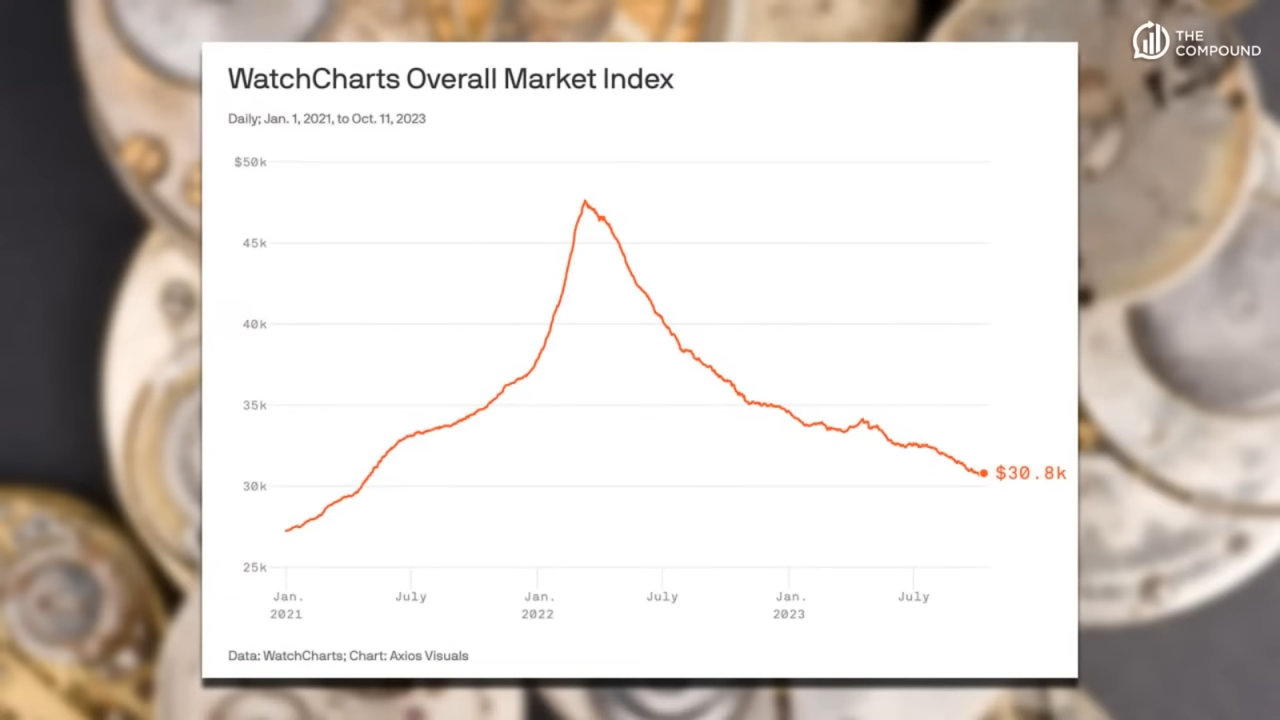 THE
COMPOUND
WatchCharts Overall Market Index
Daily; Jan. 1, 2021, to Oct. 11, 2023
$50k
45k
40k
35k
30k
25k
$30.8k
Jan. July Jan. July Jan. July
2021 2022 2023
Data: WatchCharts; Chart: Axios Visuals